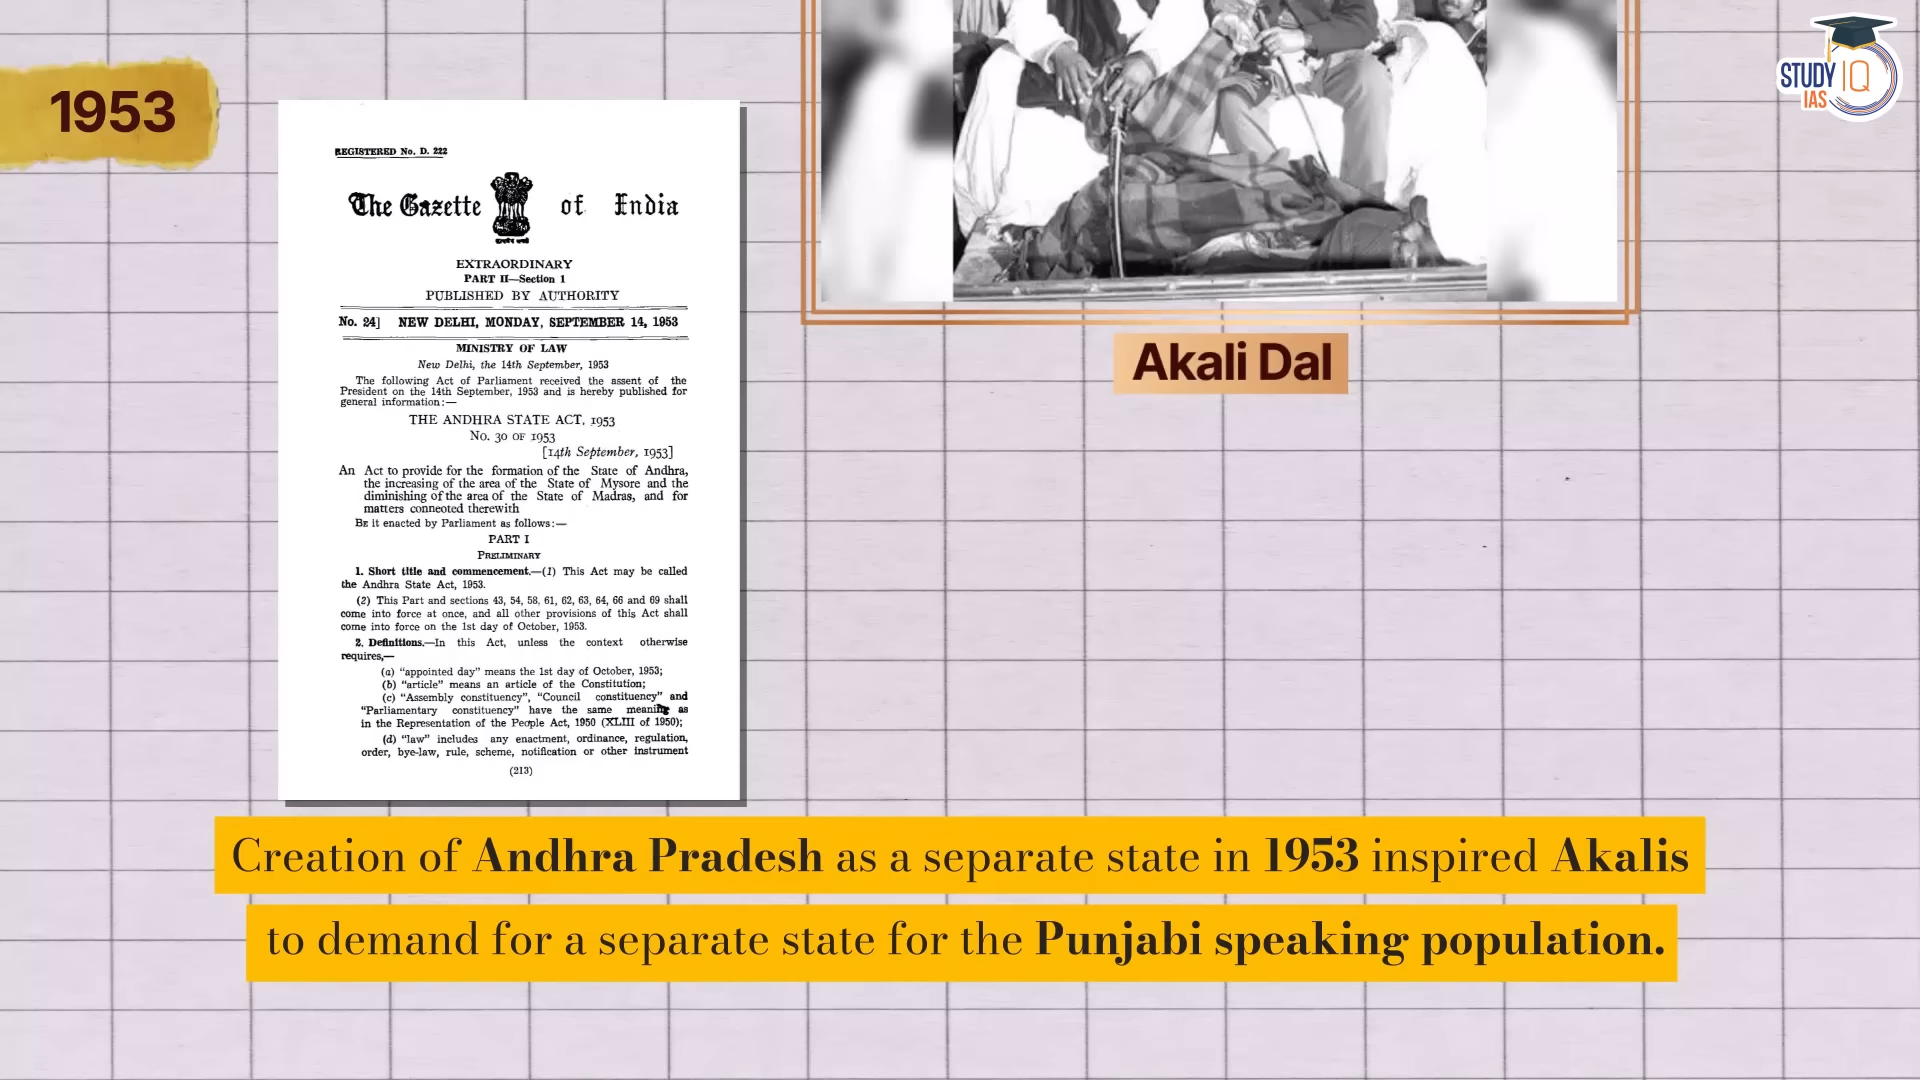 1953
STUDY IQ
IAS
REGISTERED No. D. 222
The Gazette of India
EXTRAORDINARY
PART II—Section 1
PUBLISHED BY AUTHORITY
No. 24] NEW DELHI, MONDAY, SEPTEMBER 14, 1953
MINISTRY OF LAW
New Delhi, the 14th September, 1953
The following Act of Parliament received the assent of the
President on the 14th September, 1953 and is hereby published for
general information:—
THE ANDHRA STATE ACT, 1953
No. 30 OF 1953
[14th September, 1953]
An Act to provide for the formation of the State of Andhra,
the increasing of the area of the State of Mysore and the
diminishing of the area of the State of Madras, and for
matters conneoted therewith
BE it enacted by Parliament as follows:—
PART I
PRELIMINARY
1. Short title and commencement.—(1) This Act may be called
the Andhra State Act, 1953.
(2) This Part and sections 43, 54, 58, 61, 62, 63, 64, 66 and 69 shall
come into force at once, and all other provisions of this Act shall
come into force on the 1st day of October, 1953.
2. Definitions.—In this Act, unless the context otherwise
requires,—
(a) “appointed day” means the 1st day of October, 1953;
(b) “article” means an article of the Constitution;
(c) “Assembly constituency”, “Council constituency” and
“Parliamentary constituency” have the same meaning as
in the Representation of the People Act, 1950 (XLIII of 1950);
(d) “law” includes any enactment, ordinance, regulation,
order, bye-law, rule, scheme, notification or other instrument
(213)
Akali Dal
Creation of Andhra Pradesh as a separate state in 1953 inspired Akalis
to demand for a separate state for the Punjabi speaking population.